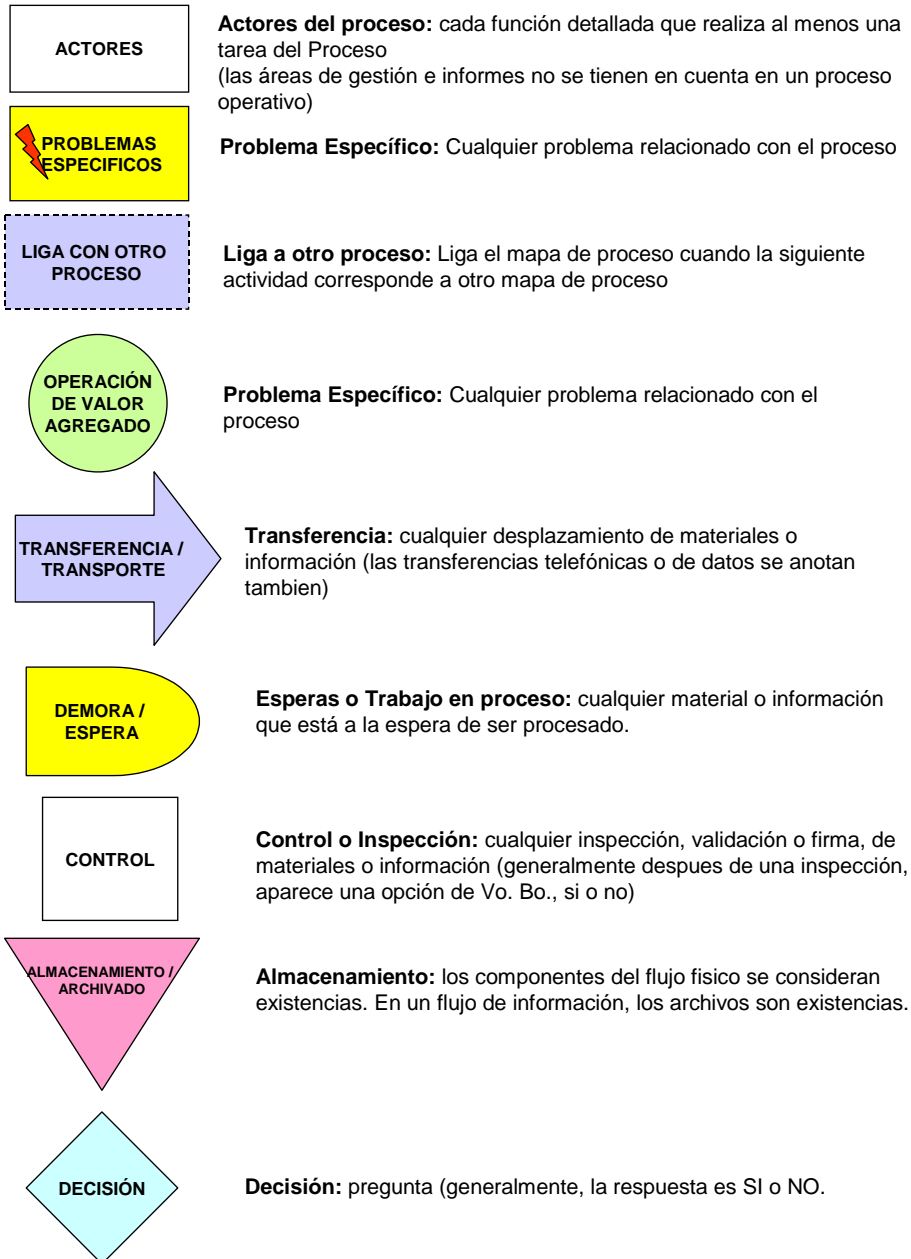 ACTORES
Actores del proceso: cada función detallada que realiza al menos una
tarea del Proceso
(las áreas de gestión e informes no se tienen en cuenta en un proceso
operativo)
PROBLEMAS
ESPECIFICOS
Problema Específico: Cualquier problema relacionado con el proceso
LIGA CON OTRO
PROCESO
Liga a otro proceso: Liga el mapa de proceso cuando la siguiente
actividad corresponde a otro mapa de proceso
OPERACIÓN
DE VALOR
AGREGADO
Problema Específico: Cualquier problema relacionado con el
proceso
TRANSFERENCIA /
TRANSPORTE
Transferencia: cualquier desplazamiento de materiales o
información (las transferencias telefónicas o de datos se anotan
tambien)
DEMORA /
ESPERA
Esperas o Trabajo en proceso: cualquier material o información
que está a la espera de ser procesado.
CONTROL
Control o Inspección: cualquier inspección, validación o firma, de
materiales o información (generalmente despues de una inspección,
aparece una opción de Vo. Bo., si o no)
ALMACENAMIENTO /
ARCHIVADO
Almacenamiento: los componentes del flujo fisico se consideran
existencias. En un flujo de información, los archivos son existencias.
DECISIÓN
Decisión: pregunta (generalmente, la respuesta es SI o NO.